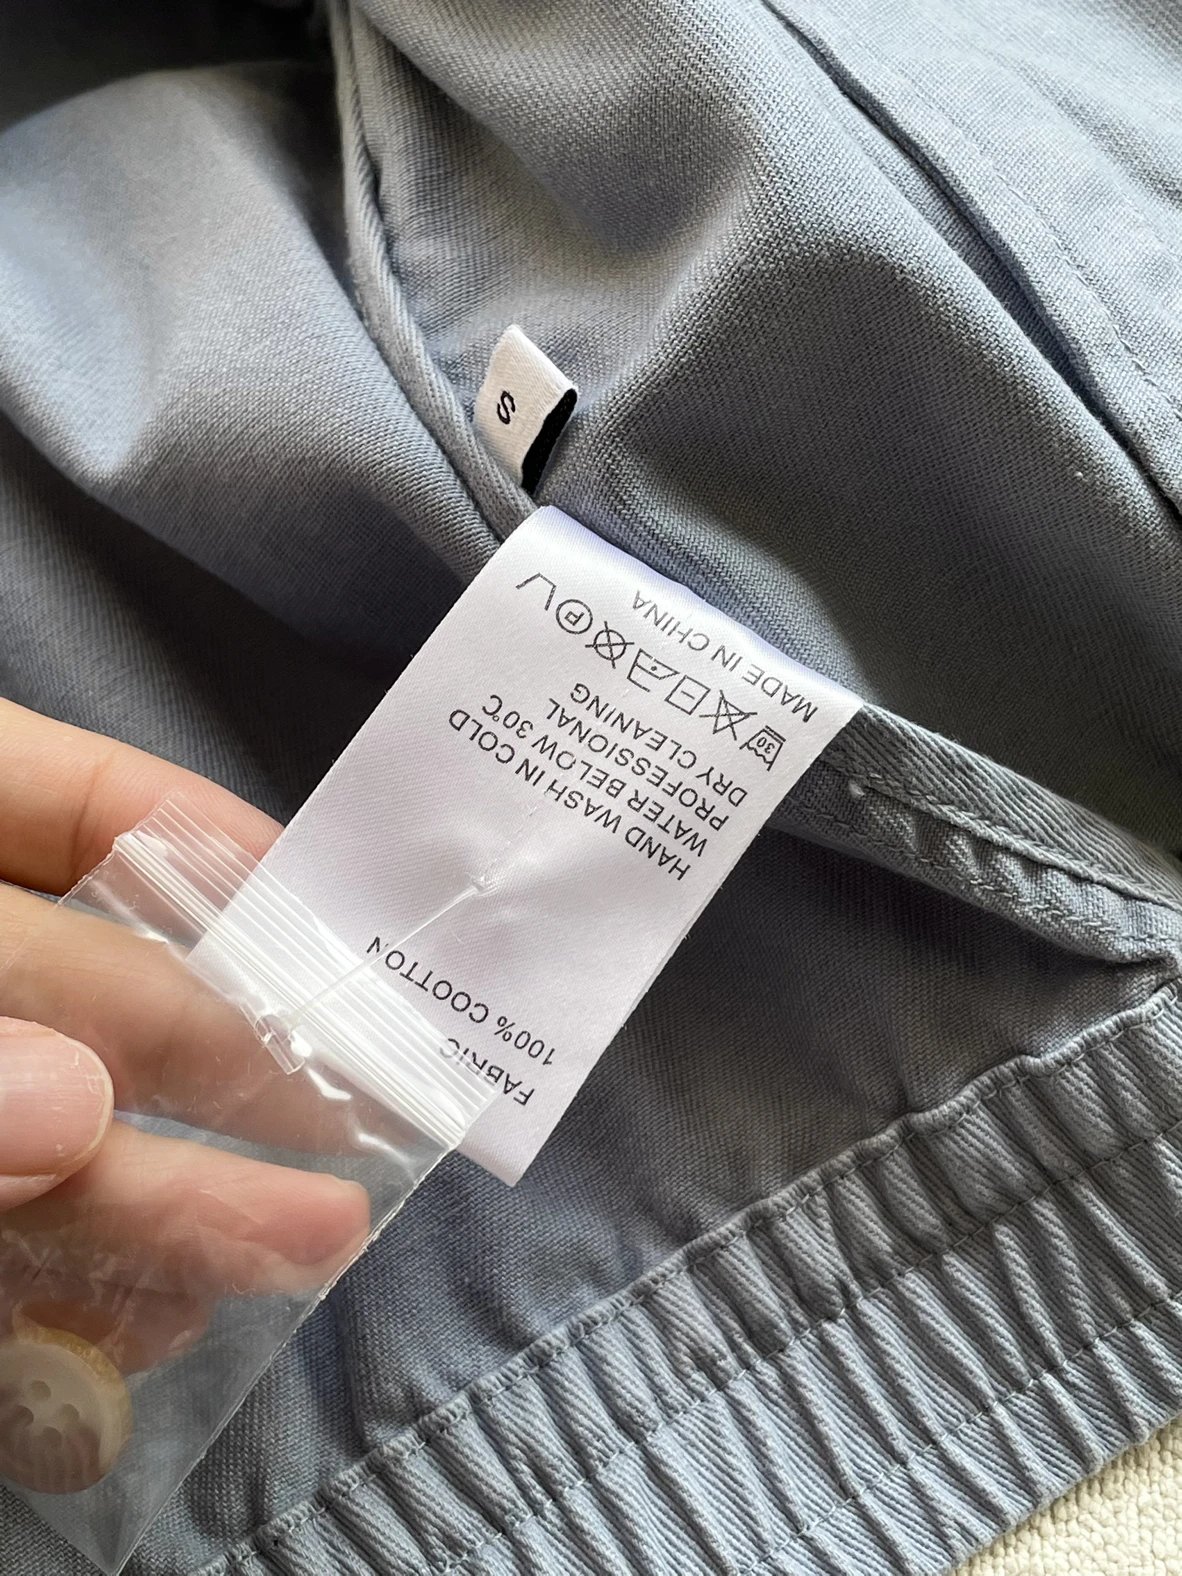 S
FABRIC
100% COOTTON
HAND WASH IN COLD
WATER BELOW 30℃
PROFESSIONAL
DRY CLEANING
30°
P
MADE IN CHINA